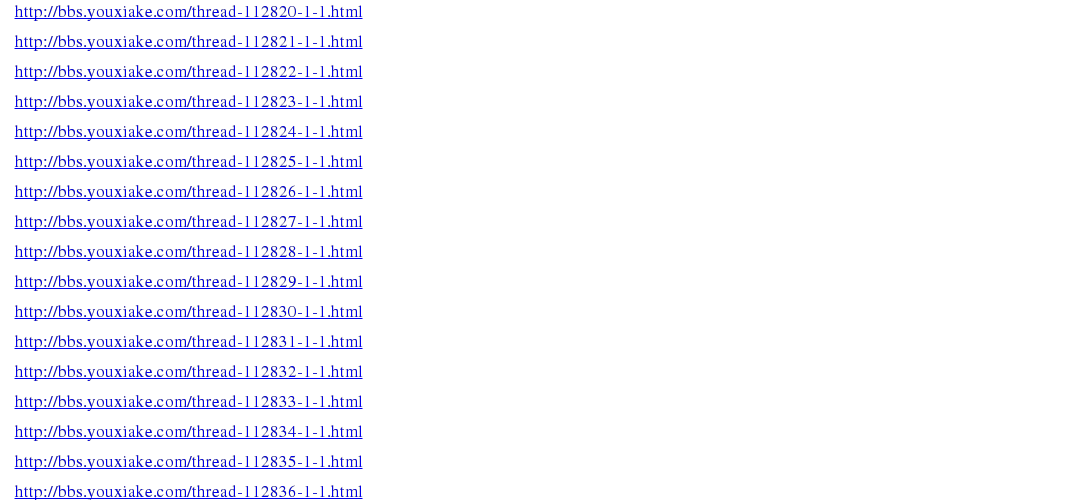 http://bbs.youxiake.com/thread-112820-1-1.html
http://bbs.youxiake.com/thread-112821-1-1.html
http://bbs.youxiake.com/thread-112822-1-1.html
http://bbs.youxiake.com/thread-112823-1-1.html
http://bbs.youxiake.com/thread-112824-1-1.html
http://bbs.youxiake.com/thread-112825-1-1.html
http://bbs.youxiake.com/thread-112826-1-1.html
http://bbs.youxiake.com/thread-112827-1-1.html
http://bbs.youxiake.com/thread-112828-1-1.html
http://bbs.youxiake.com/thread-112829-1-1.html
http://bbs.youxiake.com/thread-112830-1-1.html
http://bbs.youxiake.com/thread-112831-1-1.html
http://bbs.youxiake.com/thread-112832-1-1.html
http://bbs.youxiake.com/thread-112833-1-1.html
http://bbs.youxiake.com/thread-112834-1-1.html
http://bbs.youxiake.com/thread-112835-1-1.html
http://bbs.youxiake.com/thread-112836-1-1.html